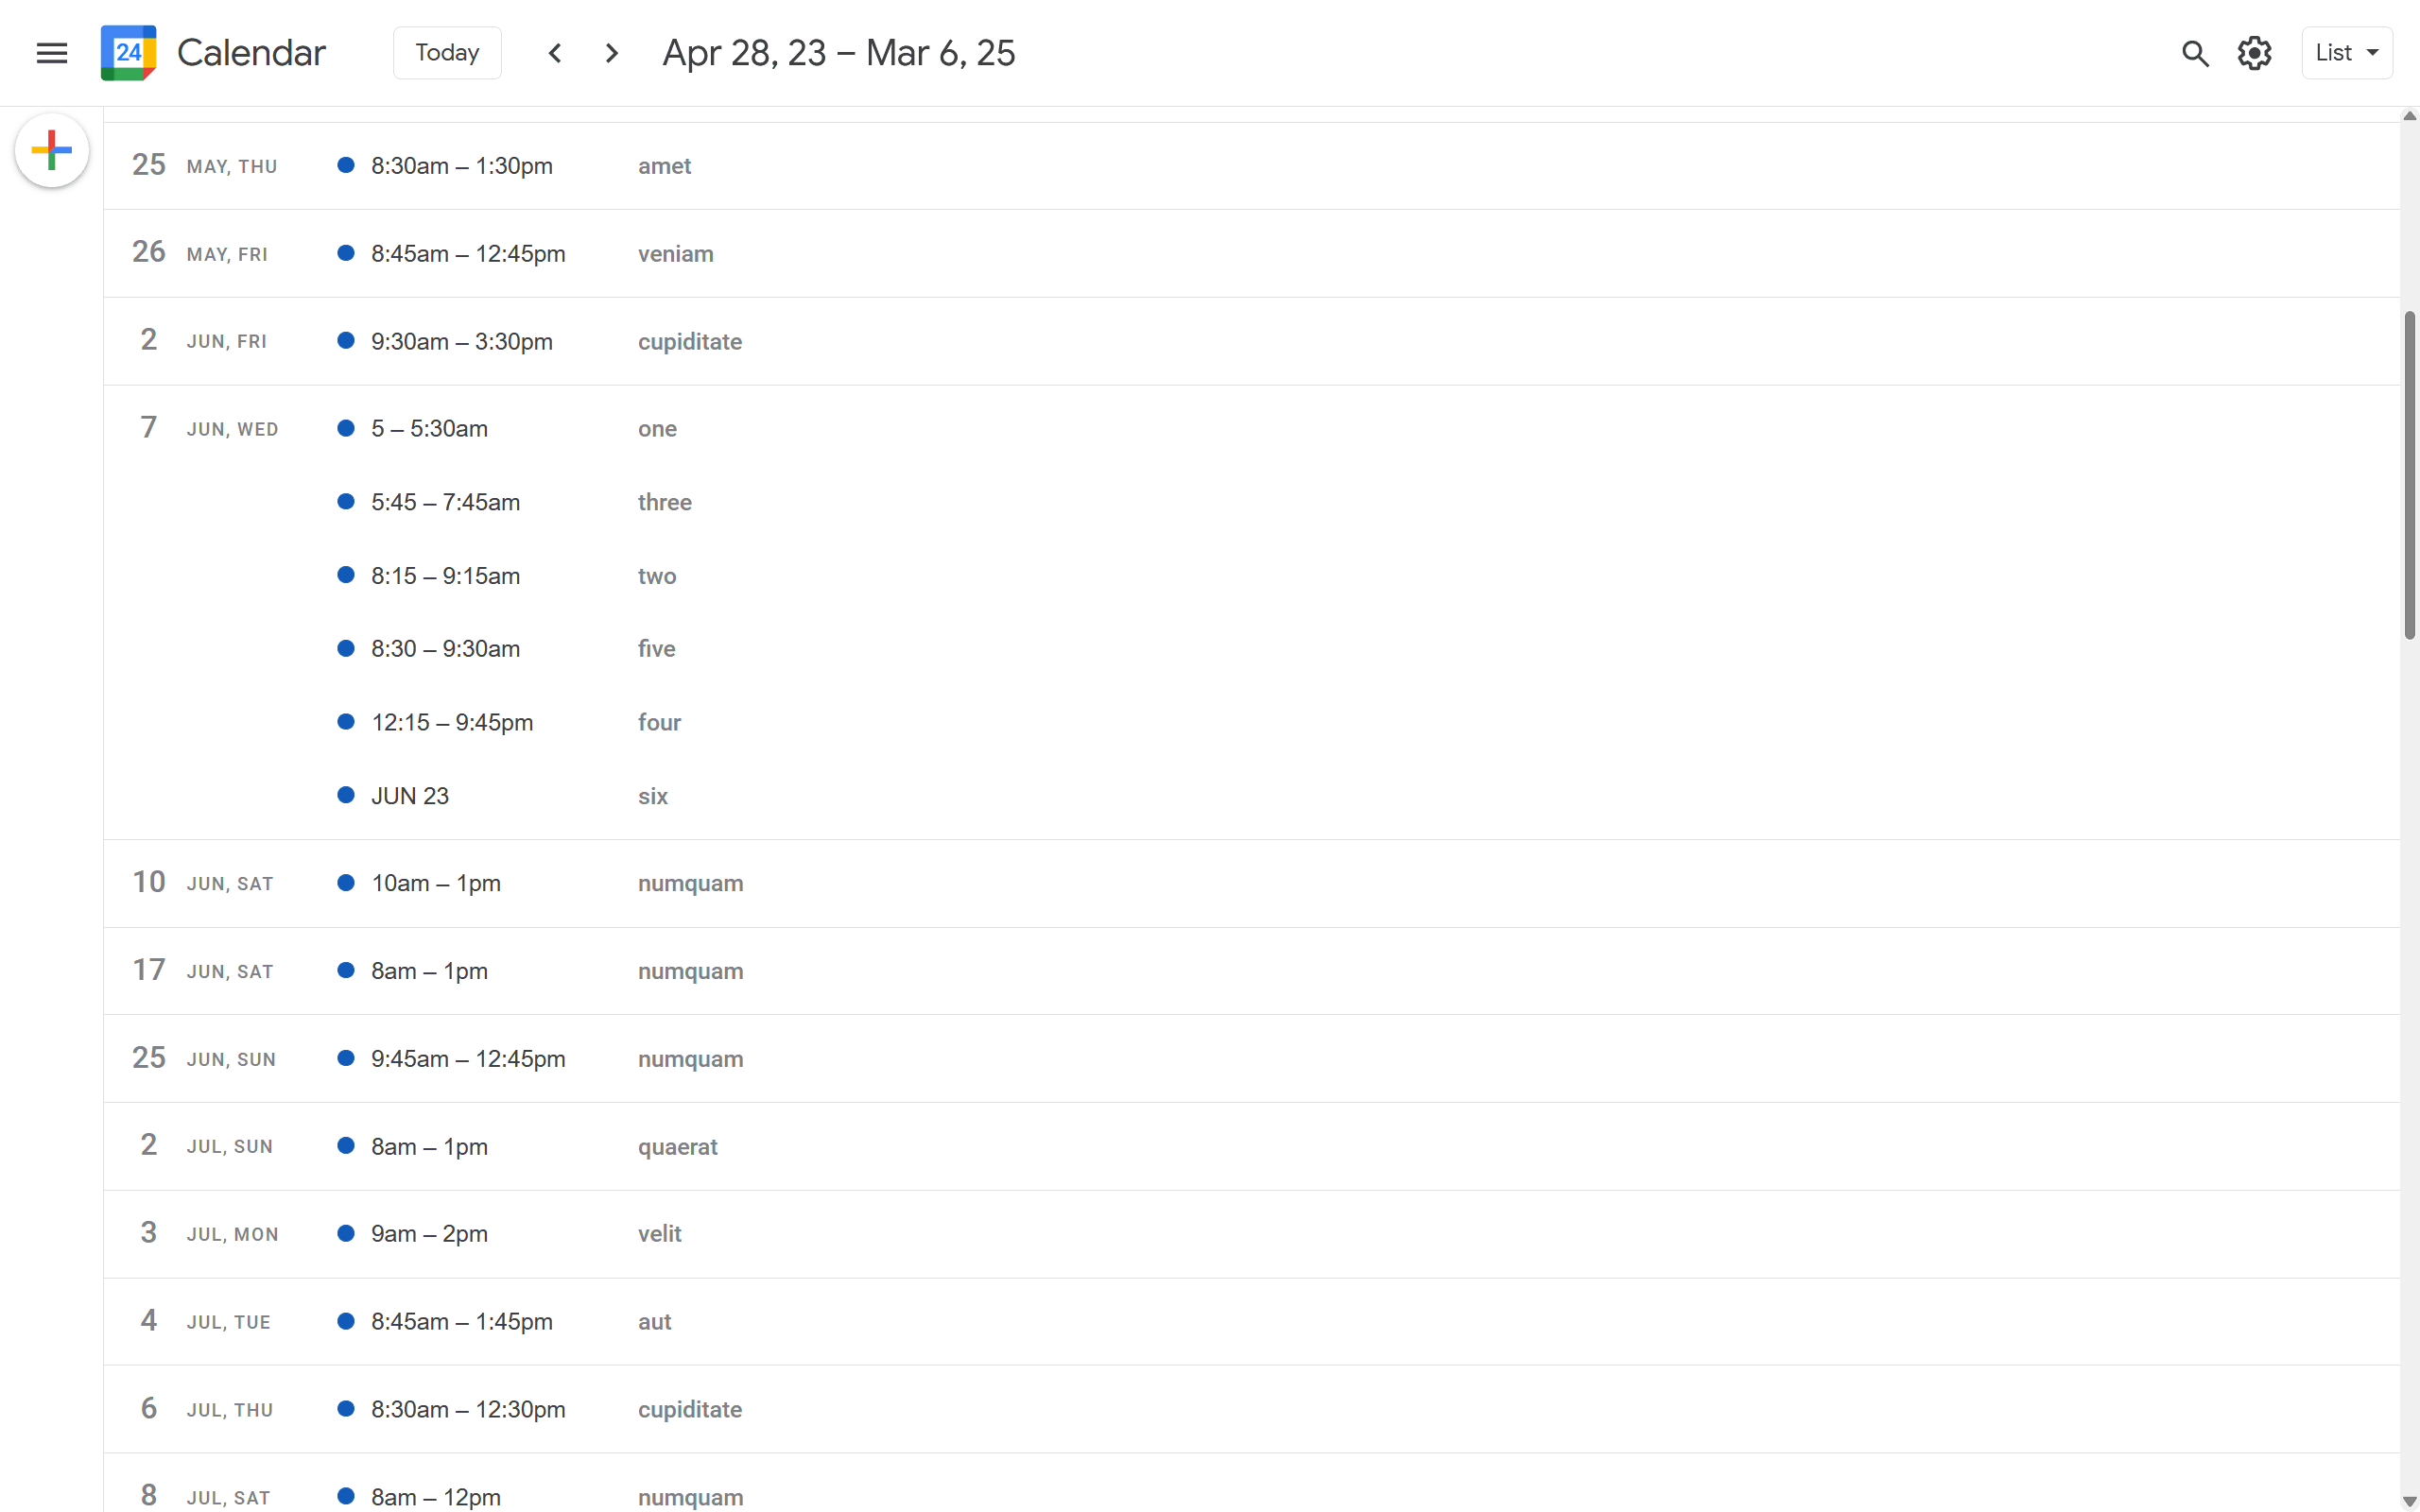 24 Calendar Today Apr 28, 23 – Mar 6, 25 List
25 MAY, THU 8:30am – 1:30pm amet
26 MAY, FRI 8:45am – 12:45pm veniam
2 JUN, FRI 9:30am – 3:30pm cupiditate
7 JUN, WED 5 – 5:30am one
5:45 – 7:45am three
8:15 – 9:15am two
8:30 – 9:30am five
12:15 – 9:45pm four
JUN 23 six
10 JUN, SAT 10am – 1pm numquam
17 JUN, SAT 8am – 1pm numquam
25 JUN, SUN 9:45am – 12:45pm numquam
2 JUL, SUN 8am – 1pm quaerat
3 JUL, MON 9am – 2pm velit
4 JUL, TUE 8:45am – 1:45pm aut
6 JUL, THU 8:30am – 12:30pm cupiditate
8 JUL, SAT 8am – 12pm numquam